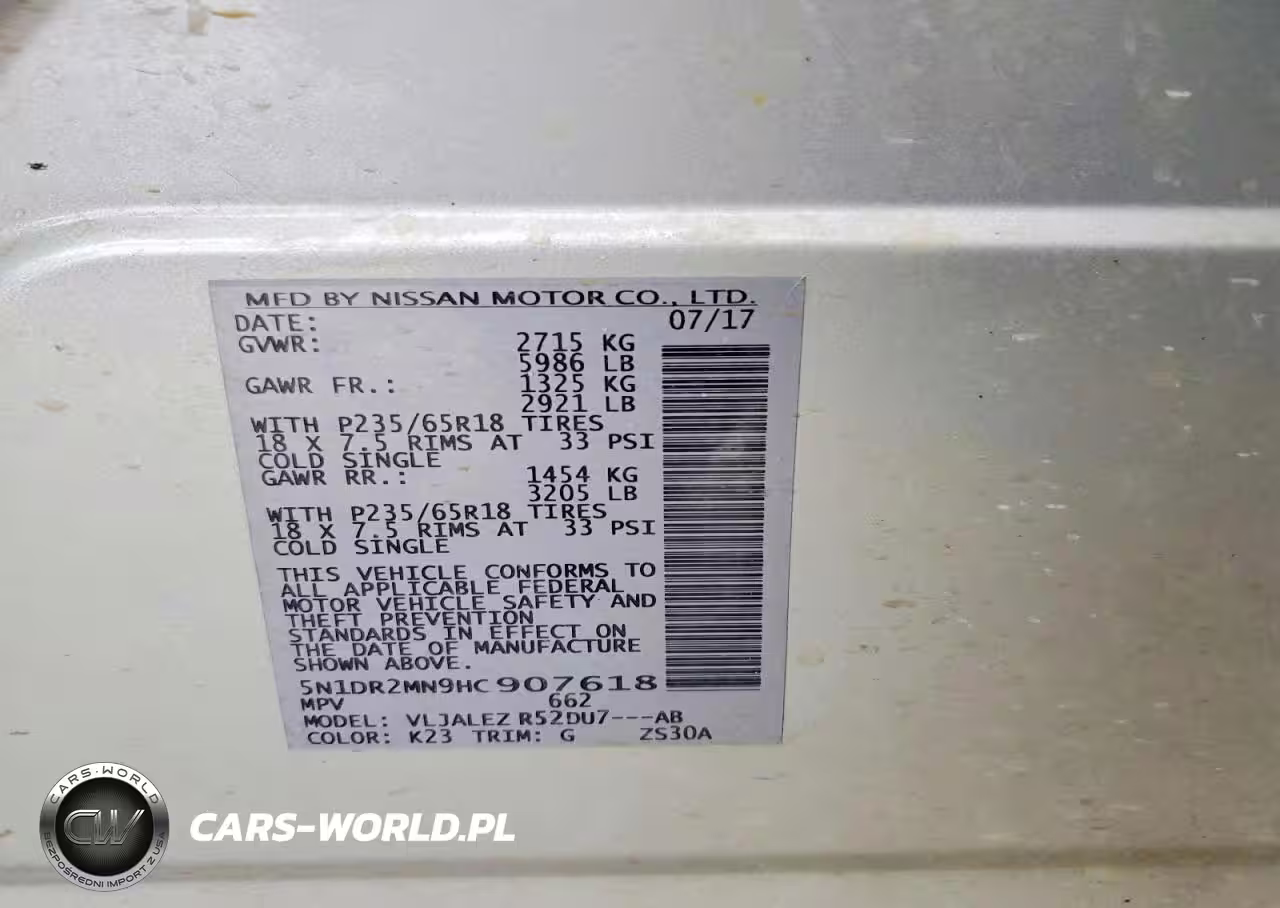 MFD BY NISSAN MOTOR CO., LTD.
DATE: 07/17
GVWR: 2715 KG
5986 LB
GAWR FR.: 1325 KG
2921 LB
WITH P235/65R18 TIRES
18 X 7.5 RIMS AT 33 PSI
COLD SINGLE
GAWR RR.: 1454 KG
3205 LB
WITH P235/65R18 TIRES
18 X 7.5 RIMS AT 33 PSI
COLD SINGLE
THIS VEHICLE CONFORMS TO
ALL APPLICABLE FEDERAL
MOTOR VEHICLE SAFETY AND
THEFT PREVENTION
STANDARDS IN EFFECT ON
THE DATE OF MANUFACTURE
SHOWN ABOVE.
5N1DR2MN9HC907618
MPV 662
MODEL: VLJALEZ R52DU7---AB
COLOR: K23 TRIM: G ZS30A
CARS-WORLD
CW
BEZPOŚREDNI IMPORT Z USA
CARS-WORLD.PL